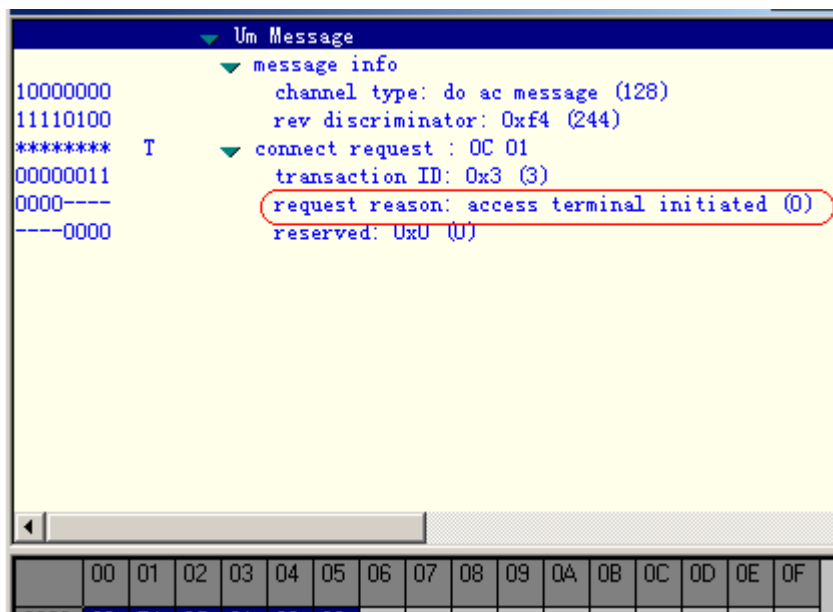 Um Message
message info
10000000 channel type: do ac message (128)
11110100 rev discriminator: 0xf4 (244)
******** T connect request : 0C 01
00000011 transaction ID: 0x3 (3)
0000---- request reason: access terminal initiated (0)
----0000 reserved: 0x0 (0)
00 01 02 03 04 05 06 07 08 09 0A 0B 0C 0D 0E 0F